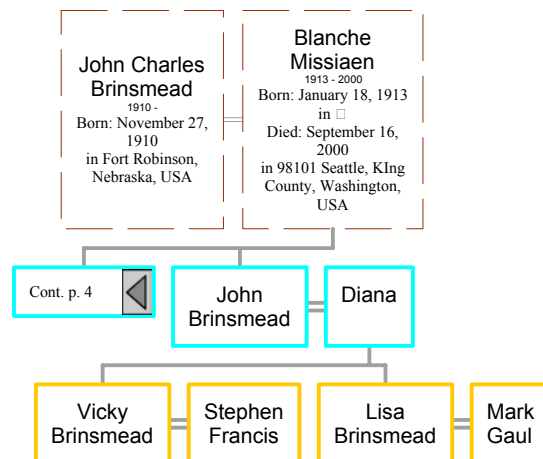 John Charles
Brinsmead
1910 -
Born: November 27,
1910
in Fort Robinson,
Nebraska, USA
Blanche
Missiaen
1913 - 2000
Born: January 18, 1913
in □
Died: September 16,
2000
in 98101 Seattle, KIng
County, Washington,
USA
Cont. p. 4
John
Brinsmead
Diana
Vicky
Brinsmead
Stephen
Francis
Lisa
Brinsmead
Mark
Gaul